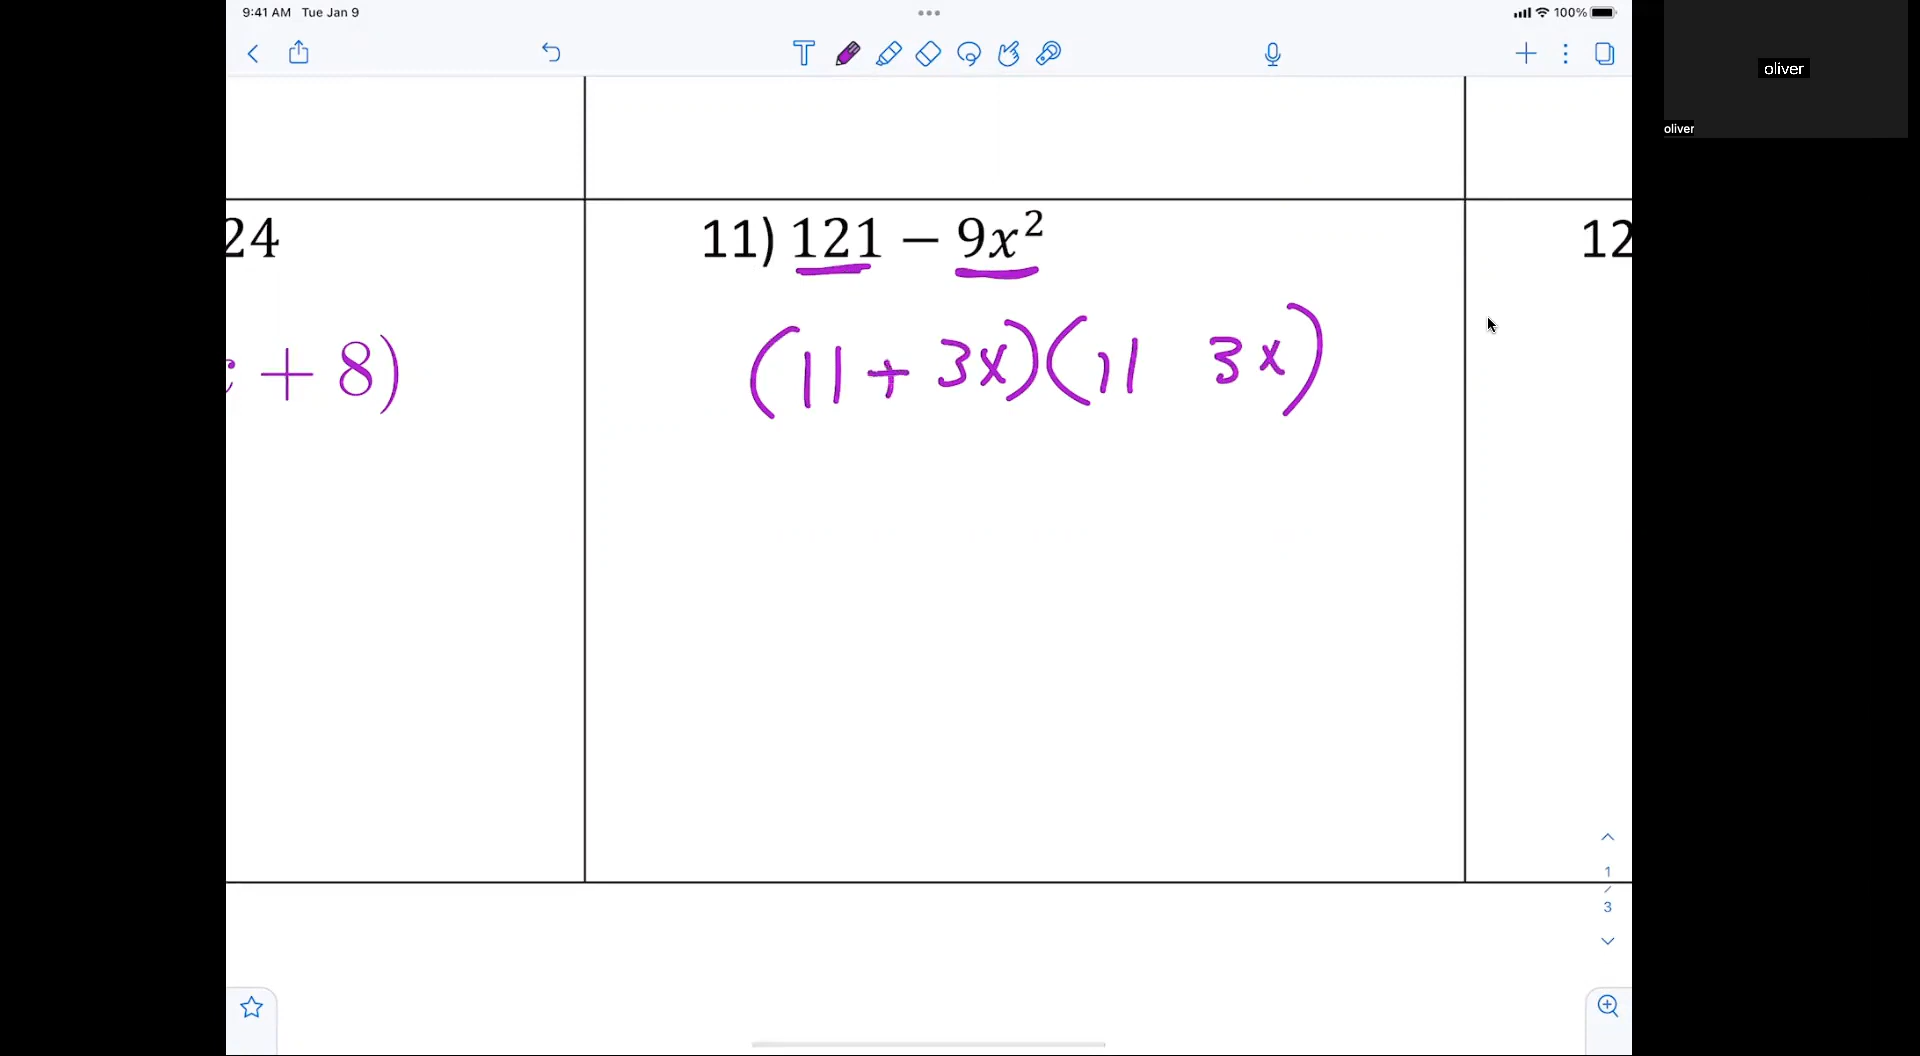 9:41 AM Tue Jan 9
100%
oliver
oliver
24
11) 121 − 9x²
12
+ 8)
(11 + 3x)(11 3x)
1
/
3